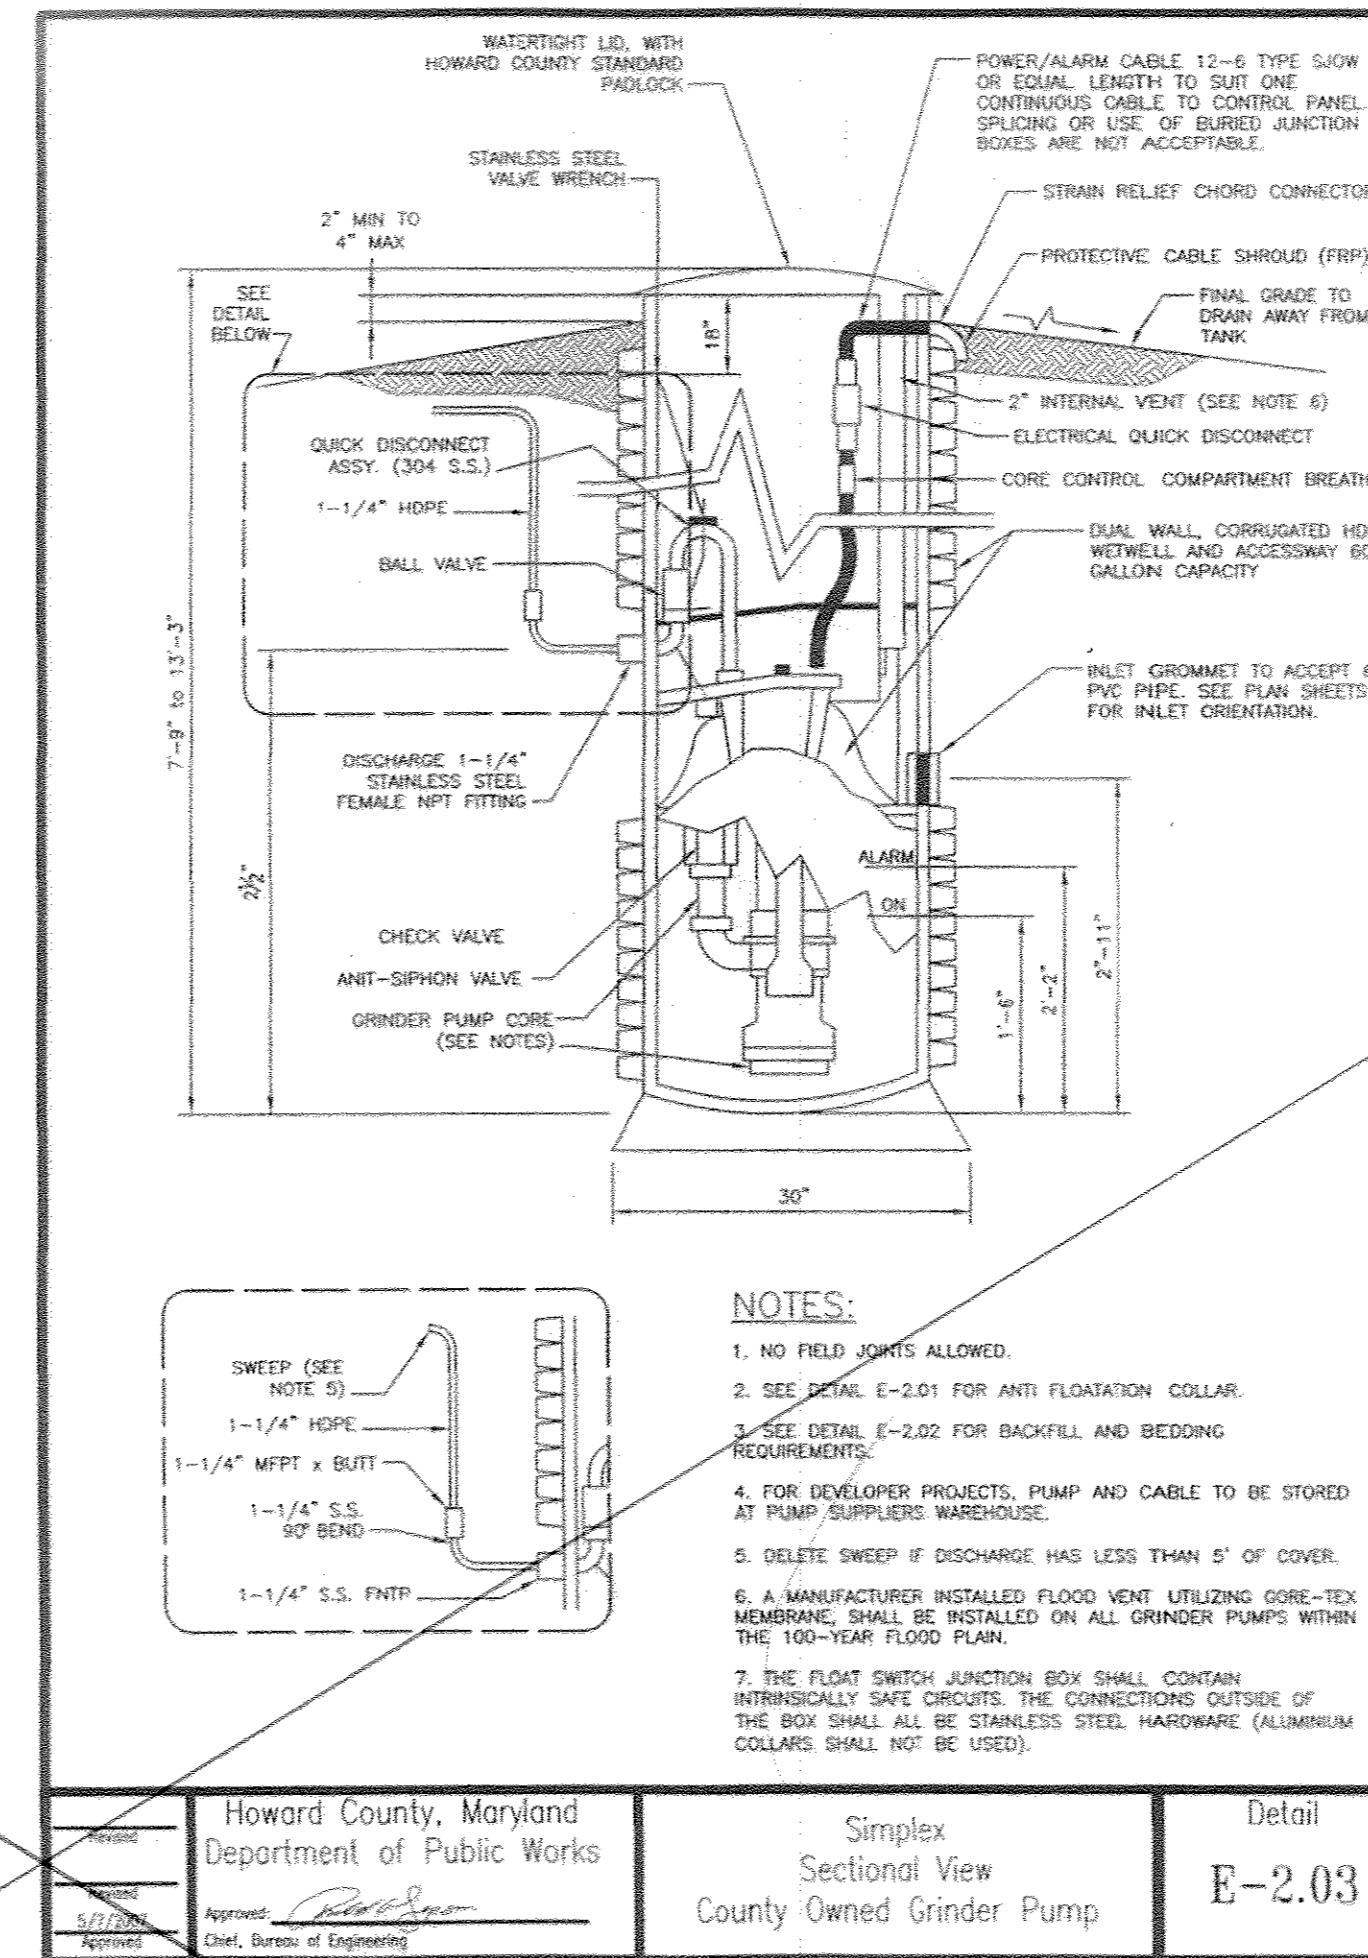 WATERTIGHT LID, WITH
HOWARD COUNTY STANDARD
PADLOCK
POWER/ALARM CABLE 12-6 TYPE SJOW
OR EQUAL LENGTH TO SUIT ONE
CONTINUOUS CABLE TO CONTROL PANEL.
SPLICING OR USE OF BURIED JUNCTION
BOXES ARE NOT ACCEPTABLE.
STAINLESS STEEL
VALVE WRENCH
STRAIN RELIEF CHORD CONNECTOR
2" MIN TO
4" MAX
PROTECTIVE CABLE SHROUD (FRP)
SEE
DETAIL
BELOW
FINAL GRADE TO
DRAIN AWAY FROM
TANK
18"
2" INTERNAL VENT (SEE NOTE 6)
ELECTRICAL QUICK DISCONNECT
QUICK DISCONNECT
ASSY. (304 S.S.)
CORE CONTROL COMPARTMENT BREATH
1-1/4" HDPE
DUAL WALL, CORRUGATED HD
WETWELL AND ACCESSWAY 60
GALLON CAPACITY
BALL VALVE
7'-9" to 13'-3"
INLET GROMMET TO ACCEPT
PVC PIPE. SEE PLAN SHEETS
FOR INLET ORIENTATION.
DISCHARGE 1-1/4"
STAINLESS STEEL
FEMALE NPT FITTING
ALARM
ON
CHECK VALVE
ANIT-SIPHON VALVE
GRINDER PUMP CORE
(SEE NOTES)
1'-6"
2'-2"
2"-11"
30"
SWEEP (SEE
NOTE 5)
1-1/4" HDPE
1-1/4" MFPT x BUTT
1-1/4" S.S.
90° BEND
1-1/4" S.S. FNTP
NOTES:
1. NO FIELD JOINTS ALLOWED.
2. SEE DETAIL E-2.01 FOR ANTI FLOATATION COLLAR.
3. SEE DETAIL E-2.02 FOR BACKFILL AND BEDDING
REQUIREMENTS.
4. FOR DEVELOPER PROJECTS, PUMP AND CABLE TO BE STORED
AT PUMP SUPPLIERS WAREHOUSE.
5. DELETE SWEEP IF DISCHARGE HAS LESS THAN 5' OF COVER.
6. A MANUFACTURER INSTALLED FLOOD VENT UTILIZING GORE-TEX
MEMBRANE, SHALL BE INSTALLED ON ALL GRINDER PUMPS WITHIN
THE 100-YEAR FLOOD PLAIN.
7. THE FLOAT SWITCH JUNCTION BOX SHALL CONTAIN
INTRINSICALLY SAFE CIRCUITS. THE CONNECTIONS OUTSIDE OF
THE BOX SHALL ALL BE STAINLESS STEEL HARDWARE (ALUMINIUM
COLLARS SHALL NOT BE USED).
Revised
Revised
Approved
Howard County, Maryland
Department of Public Works
Approved:
Chief, Bureau of Engineering
Simplex
Sectional View
County Owned Grinder Pump
Detail
E-2.03